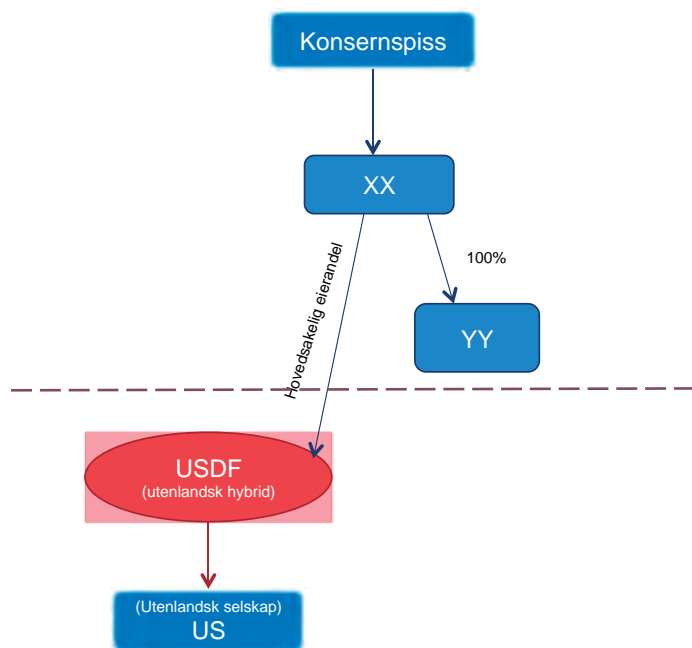 Konsernspiss
XX
Hovedsakelig eierandel
100%
YY
USDF
(utenlandsk hybrid)
(Utenlandsk selskap)
US